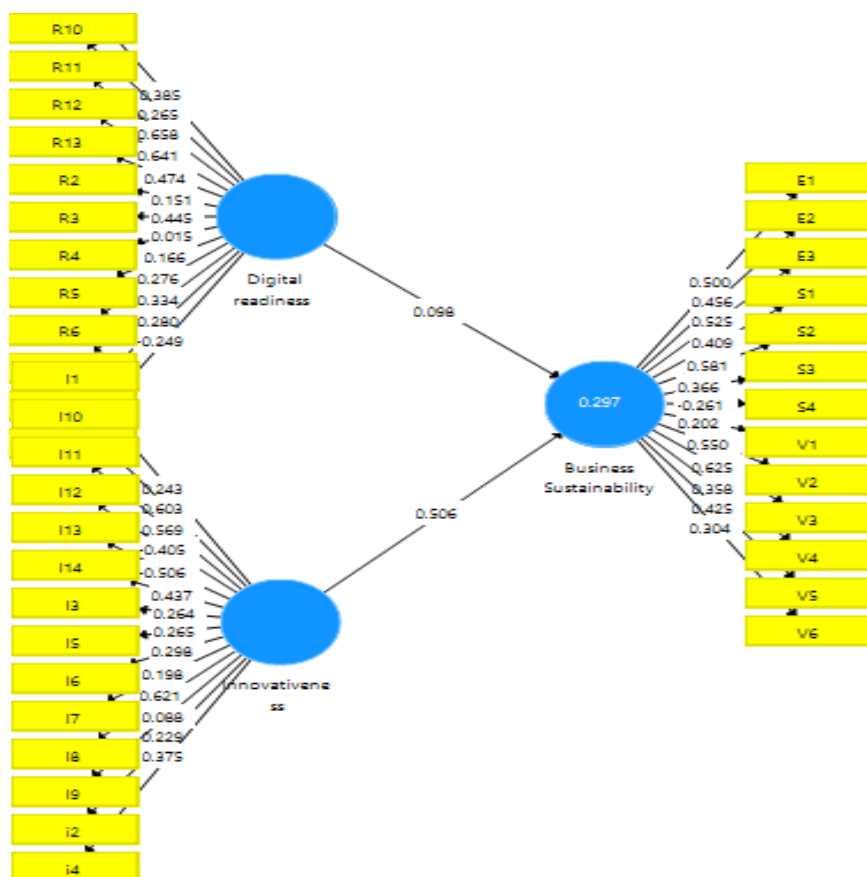 R10
R11
R12
R13
R2
R3
R4
R5
R6
I1
I10
I11
I12
I13
I14
I3
I5
I6
I7
I8
I9
i2
i4
0.385
0.265
0.658
0.641
0.474
0.151
0.445
0.015
0.166
0.276
0.334
0.280
-0.249
0.243
0.603
0.569
0.405
-0.506
0.437
0.264
0.265
0.298
0.198
0.621
0.088
0.229
0.375
Digital
readiness
Innovativene
ss
0.098
0.506
0.297
Business
Sustainability
0.500
0.456
0.525
0.409
0.581
0.366
-0.261
0.202
0.550
0.625
0.358
0.425
0.304
E1
E2
E3
S1
S2
S3
S4
V1
V2
V3
V4
V5
V6